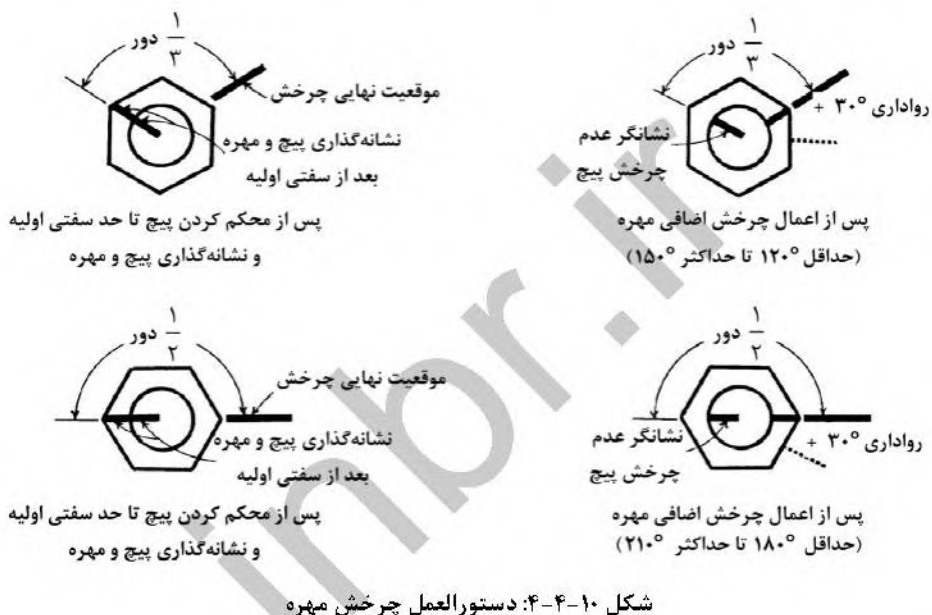 ۱/۳ دور
موقعیت نهایی چرخش
نشانه‌گذاری پیچ و مهره
بعد از سفتی اولیه
پس از محکم کردن پیچ تا حد سفتی اولیه
و نشانه‌گذاری پیچ و مهره
۱/۳ دور
رواداری ۳۰° +
نشانگر عدم
چرخش پیچ
پس از اعمال چرخش اضافی مهره
(حداقل ۱۲۰° تا حداکثر ۱۵۰°)
۱/۲ دور
موقعیت نهایی چرخش
نشانه‌گذاری پیچ و مهره
بعد از سفتی اولیه
پس از محکم کردن پیچ تا حد سفتی اولیه
و نشانه‌گذاری پیچ و مهره
۱/۲ دور
رواداری ۳۰° +
نشانگر عدم
چرخش پیچ
پس از اعمال چرخش اضافی مهره
(حداقل ۱۸۰° تا حداکثر ۲۱۰°)
شکل ۱۰-۴-۴: دستورالعمل چرخش مهره
inbr.ir